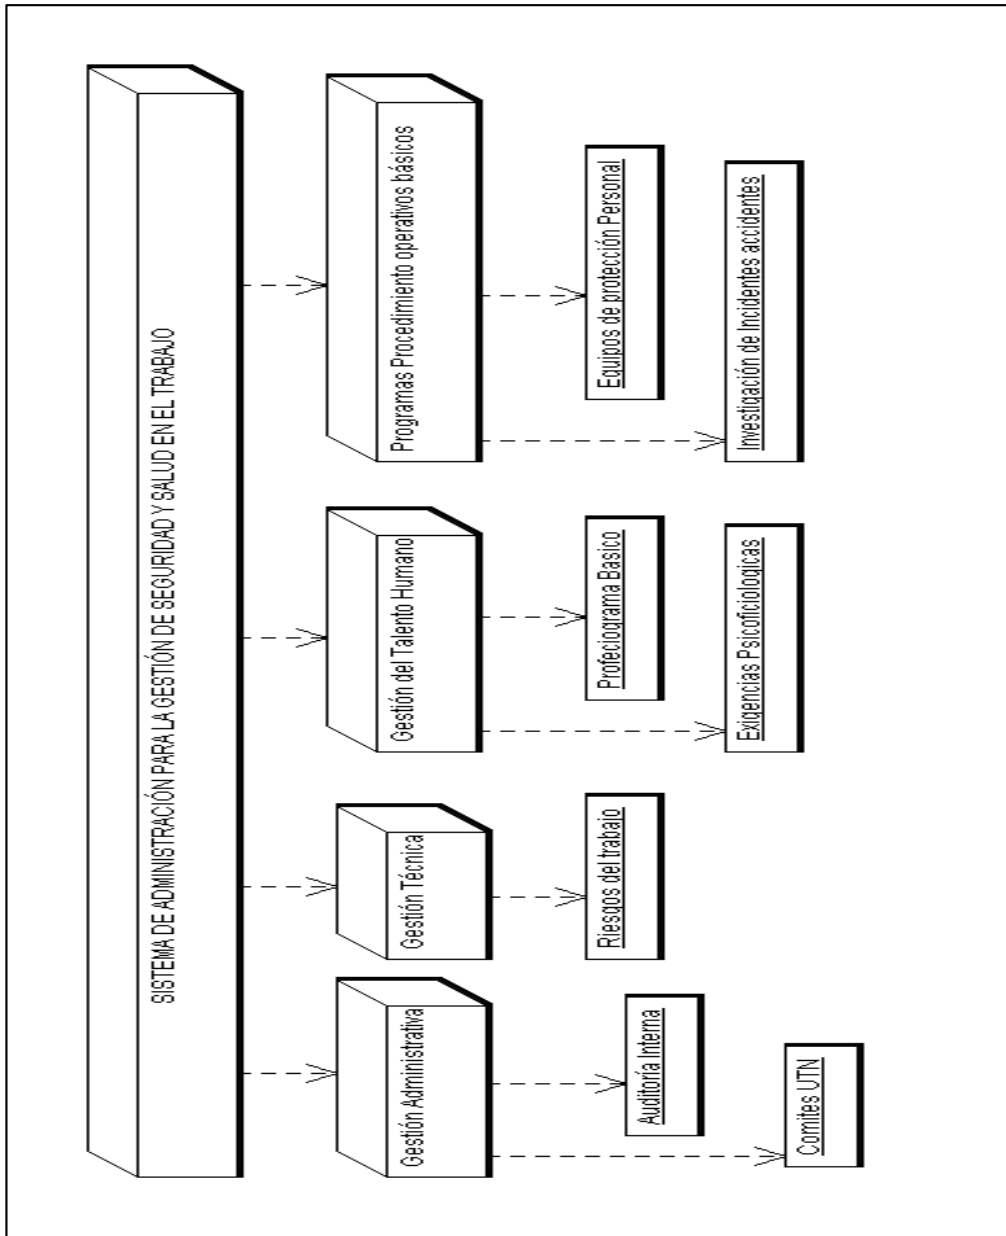 SISTEMA DE ADMINISTRACIÓN PARA LA GESTIÓN DE SEGURIDAD Y SALUD EN EL TRABAJO
Gestión Administrativa
Gestión Técnica
Gestión del Talento Humano
Programas Procedimiento operativos básicos
Auditoría Interna
Riesgos del trabajo
Profeciograma Basico
Equipos de protección Personal
Comites UTN
Exigencias Psicoficiologicas
Investigación de Incidentes accidentes